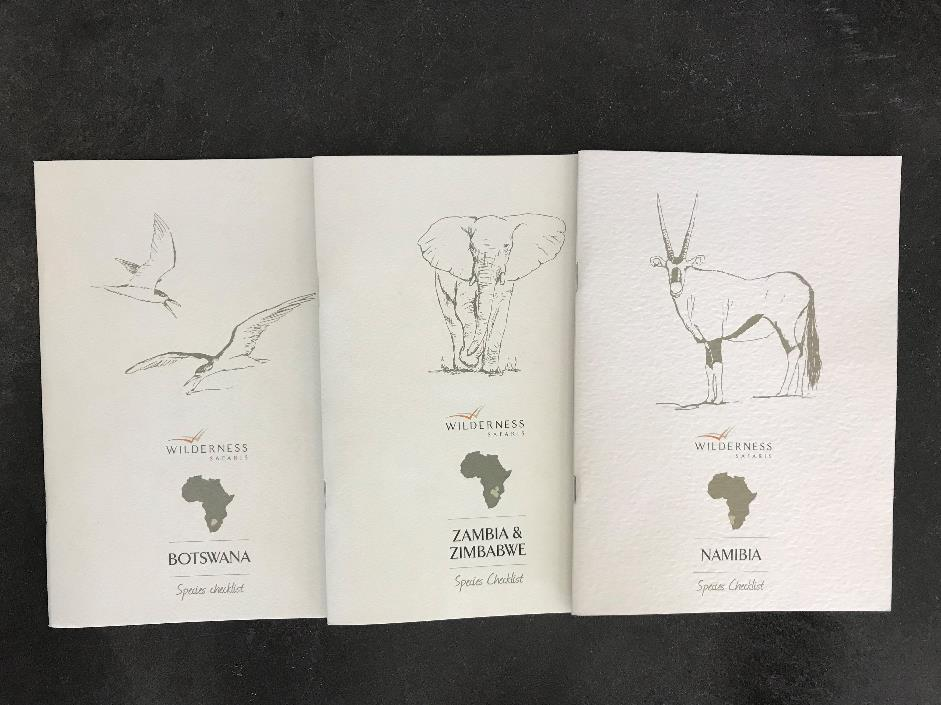 WILDERNESS
SAFARIS
BOTSWANA
Species checklist
WILDERNESS
SAFARIS
ZAMBIA &
ZIMBABWE
Species Checklist
WILDERNESS
SAFARIS
NAMIBIA
Species Checklist